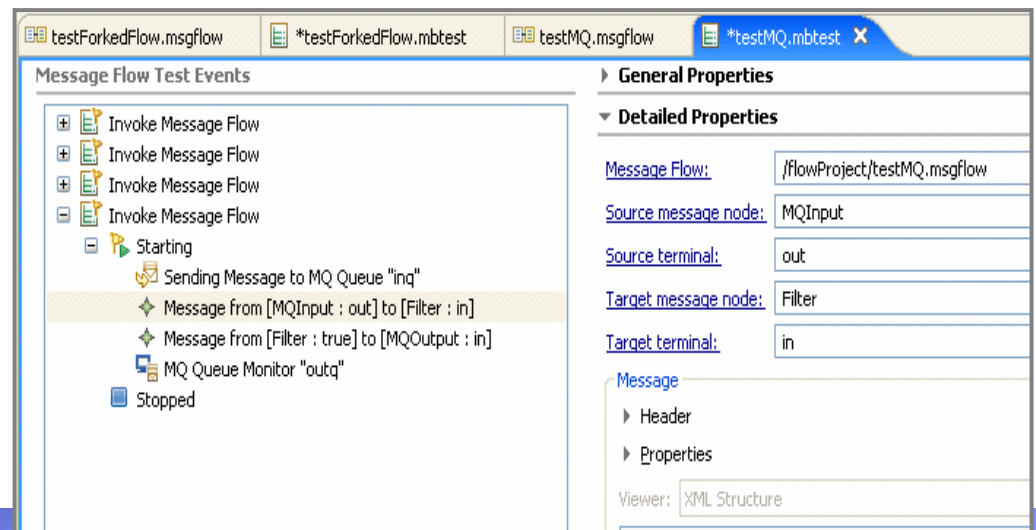 testForkedFlow.msgflow
*testForkedFlow.mbtest
testMQ.msgflow
*testMQ.mbtest
Message Flow Test Events
Invoke Message Flow
Invoke Message Flow
Invoke Message Flow
Invoke Message Flow
Starting
Sending Message to MQ Queue "inq"
Message from [MQInput : out] to [Filter : in]
Message from [Filter : true] to [MQOutput : in]
MQ Queue Monitor "outq"
Stopped
General Properties
Detailed Properties
Message Flow: /flowProject/testMQ.msgflow
Source message node: MQInput
Source terminal: out
Target message node: Filter
Target terminal: in
Message
Header
Properties
Viewer: XML Structure